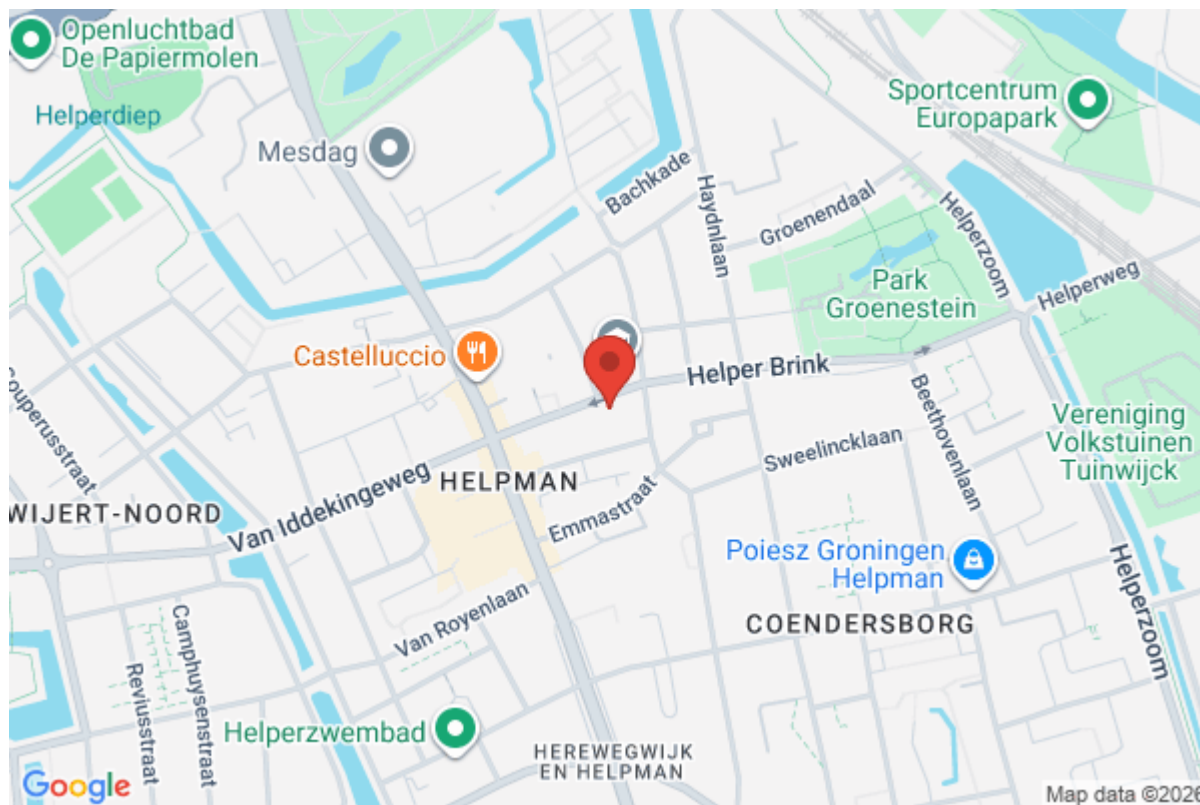 Openluchtbad
De Papiermolen
Helperdiep
Mesdag
Sportcentrum
Europapark
Bachkade
Haydnlaan
Groenendaal
Helperzoom
Park
Groenestein
Helperweg
Castelluccio
Helper Brink
Beethovenlaan
Vereniging
Volkstuinen
Tuinwijck
Sweelincklaan
HELPMAN
Van Iddekingeweg
Emmastraat
WIJERT-NOORD
Poiesz Groningen
Helpman
Helperzoom
Van Royenlaan
COENDERSBORG
Camphuysenstraat
Reviusstraat
Helperzwembad
HEREWEGWIJK
EN HELPMAN
Google
Map data ©2026